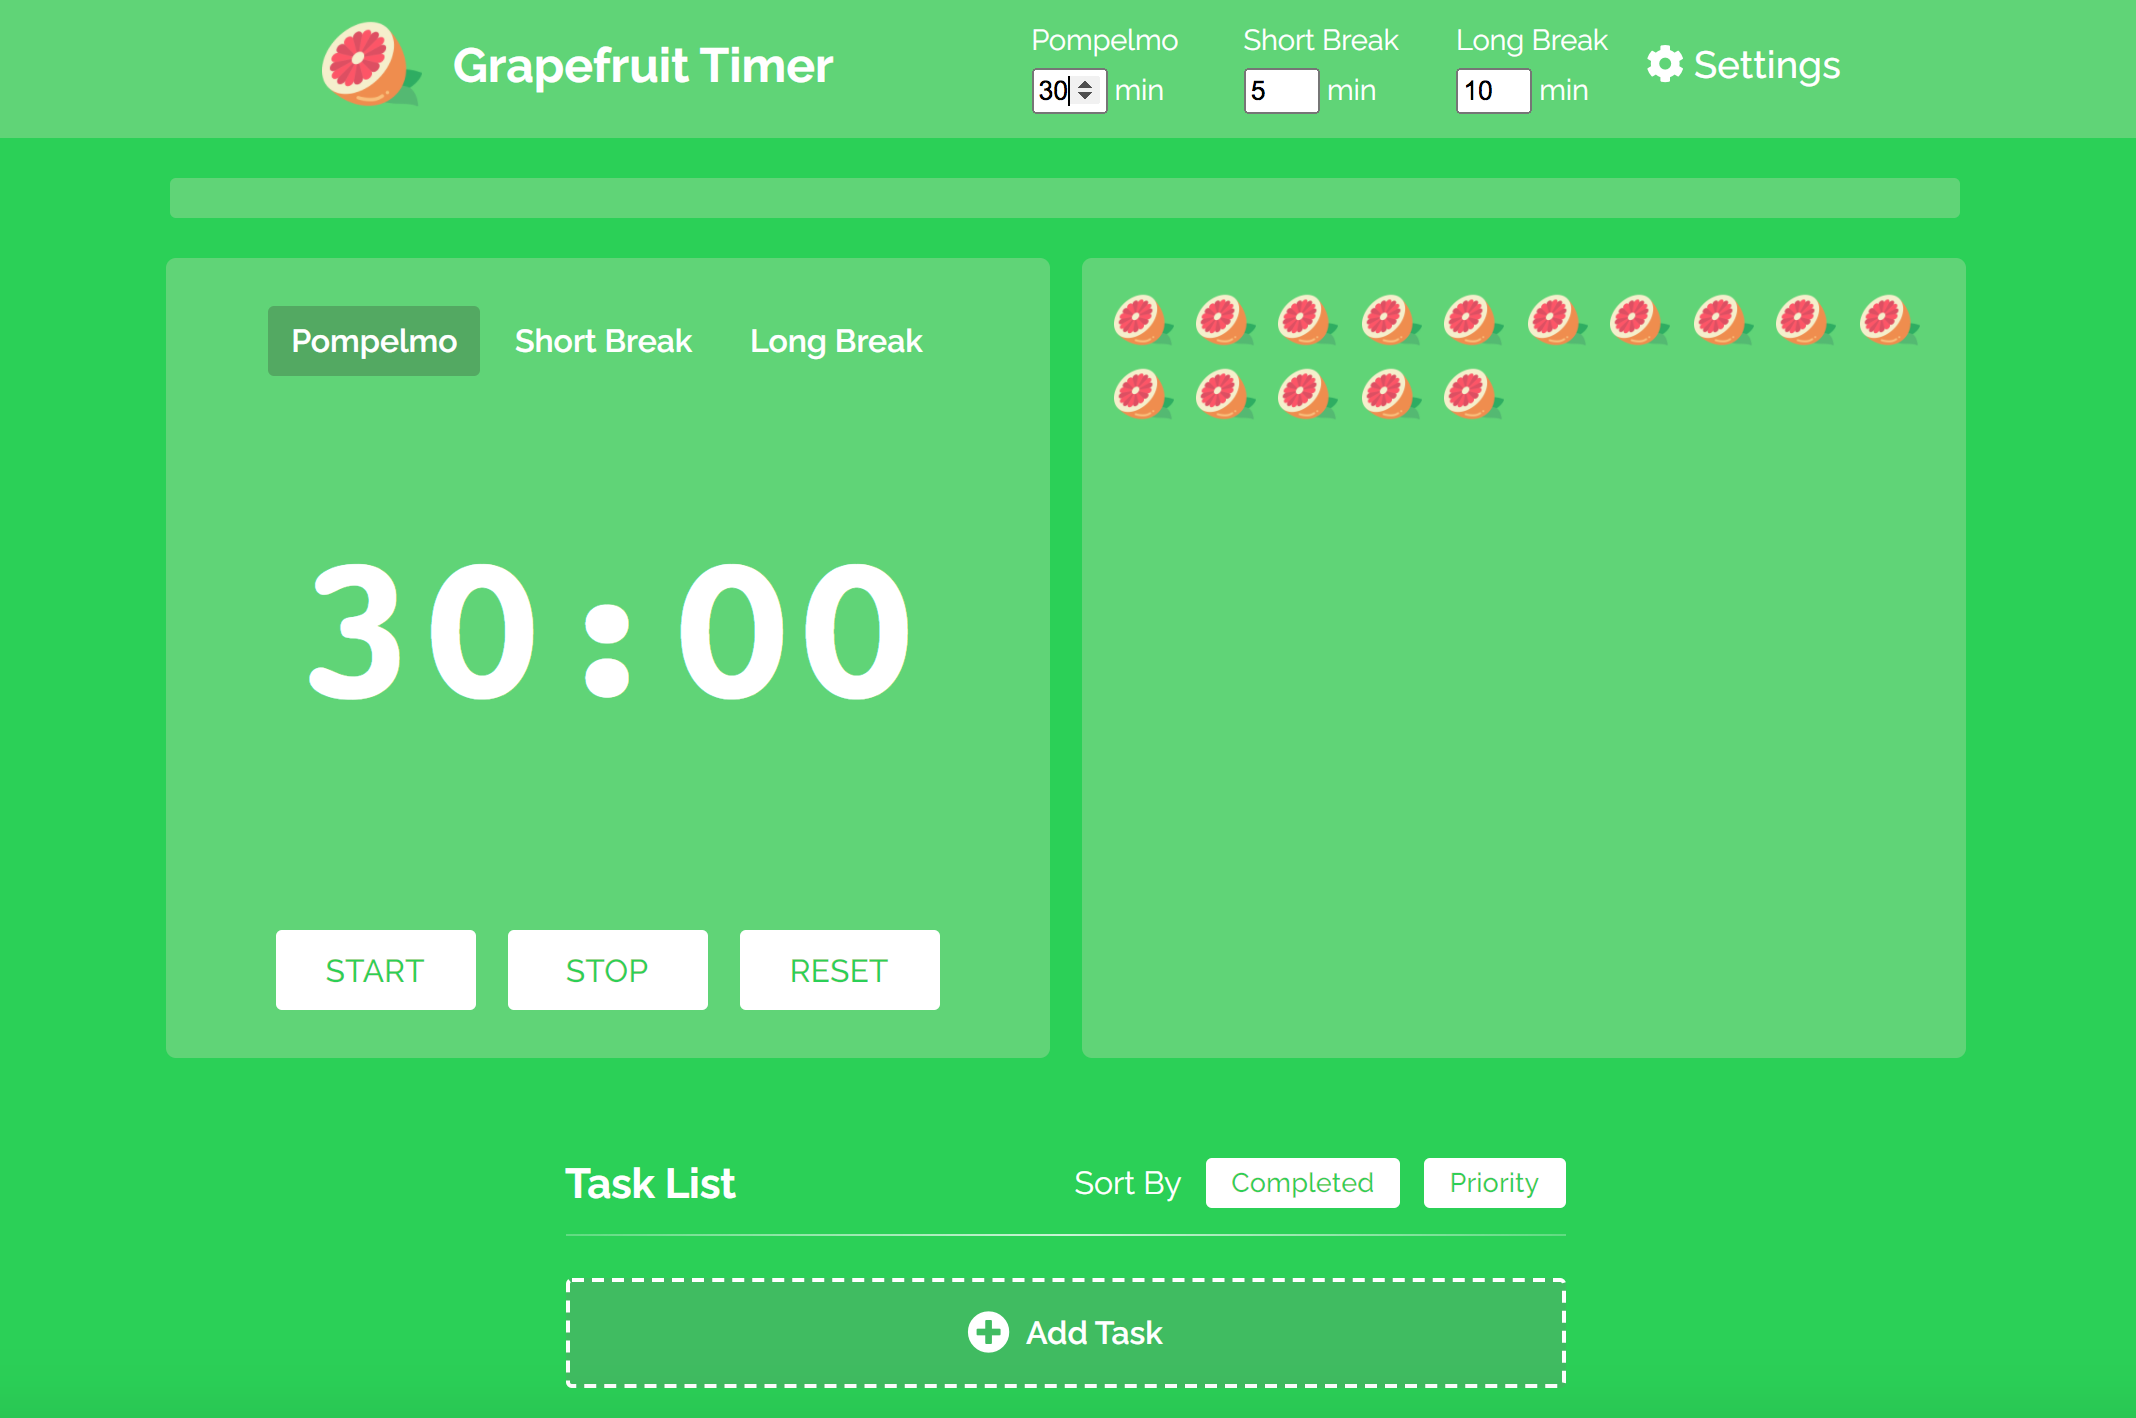 Grapefruit Timer
Pompelmo Short Break Long Break
30 min 5 min 10 min
Settings
Pompelmo Short Break Long Break
30:00
START STOP RESET
Task List Sort By Completed Priority
Add Task